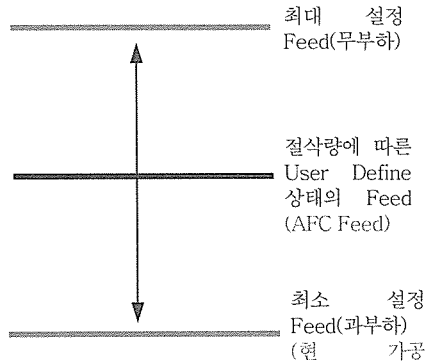 최대 설정
Feed(무부하)
절삭량에 따른
User Define
상태의 Feed
(AFC Feed)
최소 설정
Feed(과부하)
(현 가공